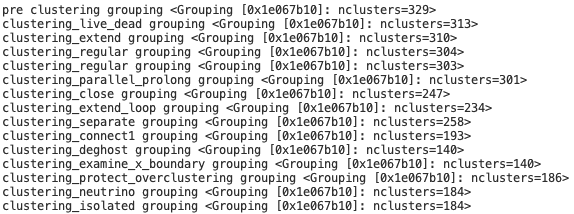 pre clustering grouping <Grouping [0x1e067b10]: nclusters=329>
clustering_live_dead grouping <Grouping [0x1e067b10]: nclusters=313>
clustering_extend grouping <Grouping [0x1e067b10]: nclusters=310>
clustering_regular grouping <Grouping [0x1e067b10]: nclusters=304>
clustering_regular grouping <Grouping [0x1e067b10]: nclusters=303>
clustering_parallel_prolong grouping <Grouping [0x1e067b10]: nclusters=301>
clustering_close grouping <Grouping [0x1e067b10]: nclusters=247>
clustering_extend_loop grouping <Grouping [0x1e067b10]: nclusters=234>
clustering_separate grouping <Grouping [0x1e067b10]: nclusters=258>
clustering_connect1 grouping <Grouping [0x1e067b10]: nclusters=193>
clustering_deghost grouping <Grouping [0x1e067b10]: nclusters=140>
clustering_examine_x_boundary grouping <Grouping [0x1e067b10]: nclusters=140>
clustering_protect_overclustering grouping <Grouping [0x1e067b10]: nclusters=186>
clustering_neutrino grouping <Grouping [0x1e067b10]: nclusters=184>
clustering_isolated grouping <Grouping [0x1e067b10]: nclusters=184>